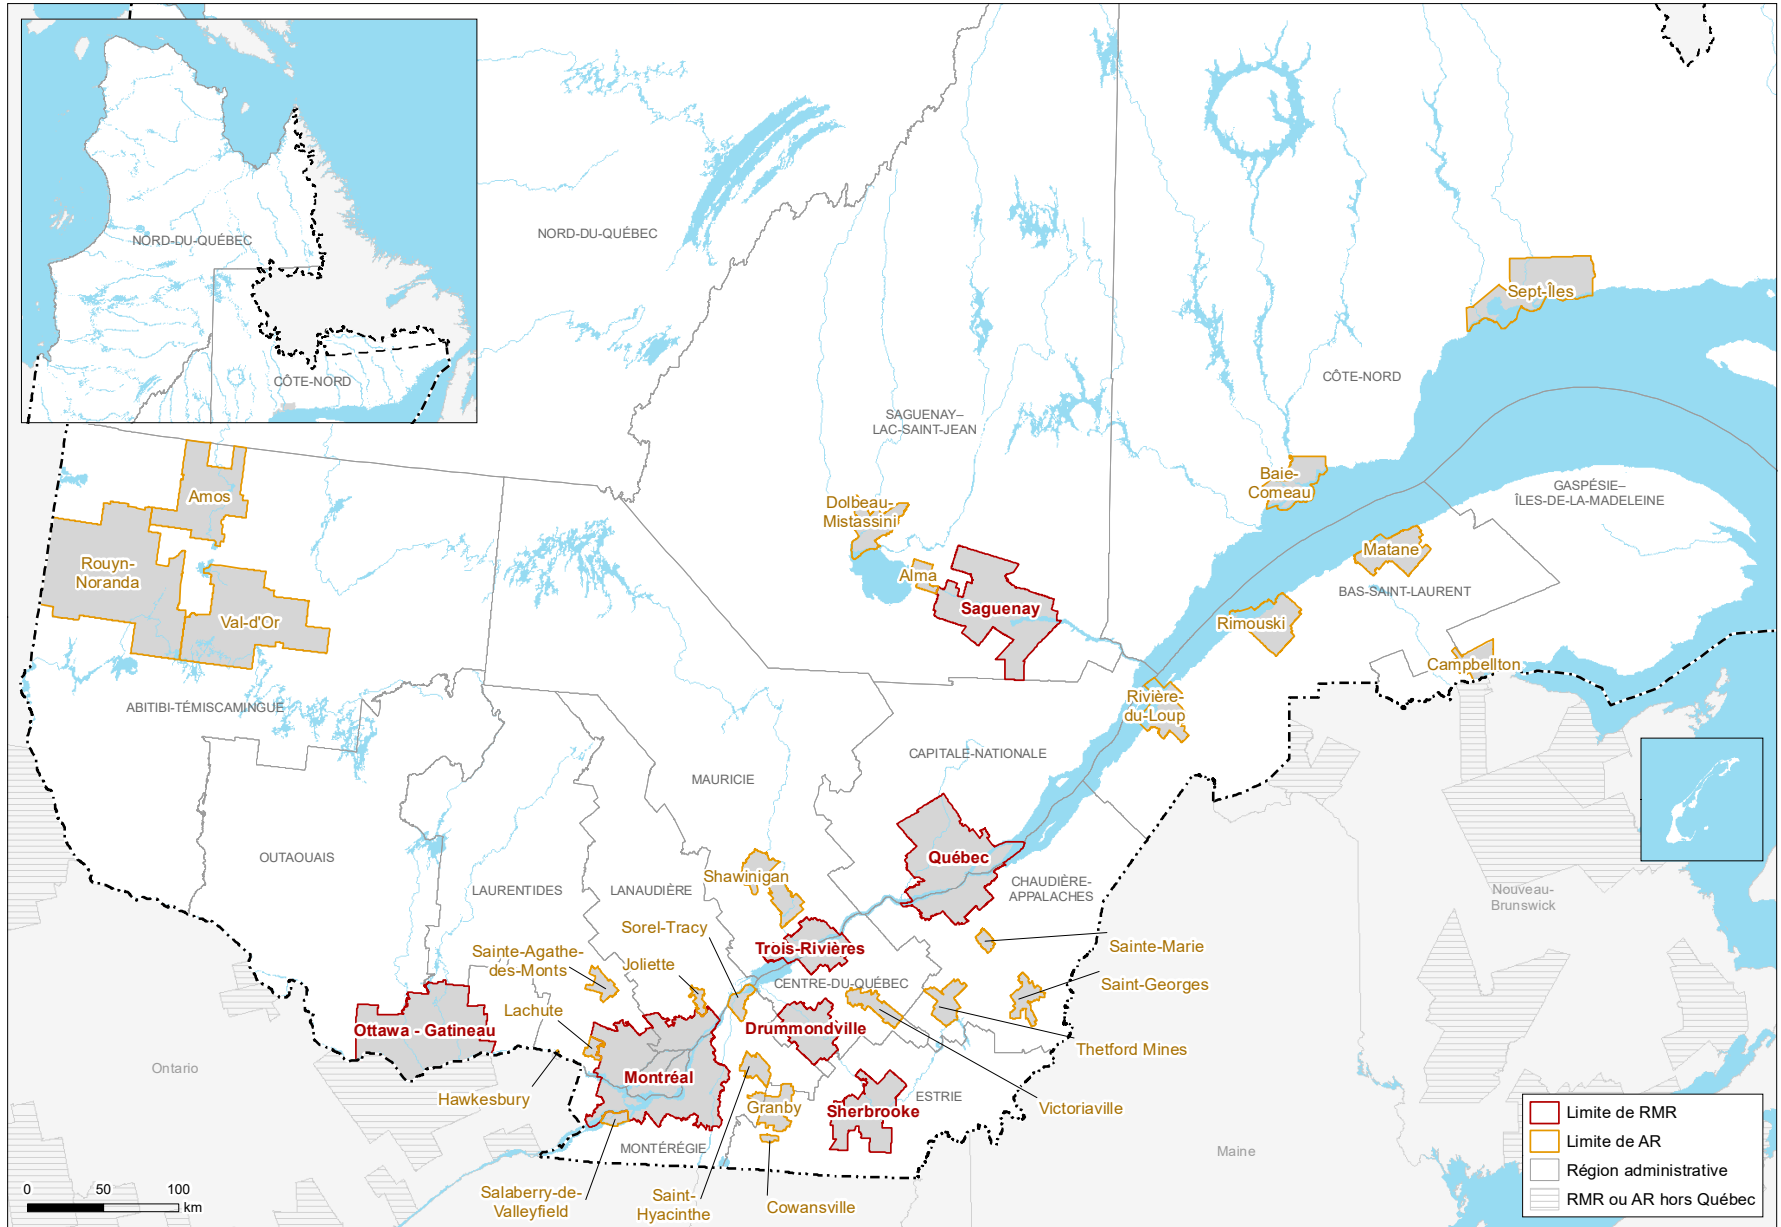 NORD-DU-QUÉBEC
CÔTE-NORD
NORD-DU-QUÉBEC
Sept-Îles
CÔTE-NORD
SAGUENAY–
LAC-SAINT-JEAN
Baie-
Comeau
GASPÉSIE–
ÎLES-DE-LA-MADELEINE
Amos
Dolbeau-
Mistassini
Matane
Rouyn-
Noranda
Alma
BAS-SAINT-LAURENT
Saguenay
Val-d'Or
Rimouski
Campbellton
ABITIBI-TÉMISCAMINGUE
Rivière-
du-Loup
CAPITALE-NATIONALE
MAURICIE
OUTAOUAIS
Québec
LAURENTIDES
LANAUDIÈRE
Shawinigan
CHAUDIÈRE-
APPALACHES
Nouveau-
Brunswick
Sorel-Tracy
Trois-Rivières
Sainte-Marie
Sainte-Agathe-
des-Monts
Joliette
CENTRE-DU-QUÉBEC
Saint-Georges
Lachute
Ottawa - Gatineau
Drummondville
Thetford Mines
Ontario
Montréal
Hawkesbury
Granby
Sherbrooke
ESTRIE
Victoriaville
MONTÉRÉGIE
Maine
Salaberry-de-
Valleyfield
Saint-
Hyacinthe
Cowansville
0 50 100
km
Limite de RMR
Limite de AR
Région administrative
RMR ou AR hors Québec